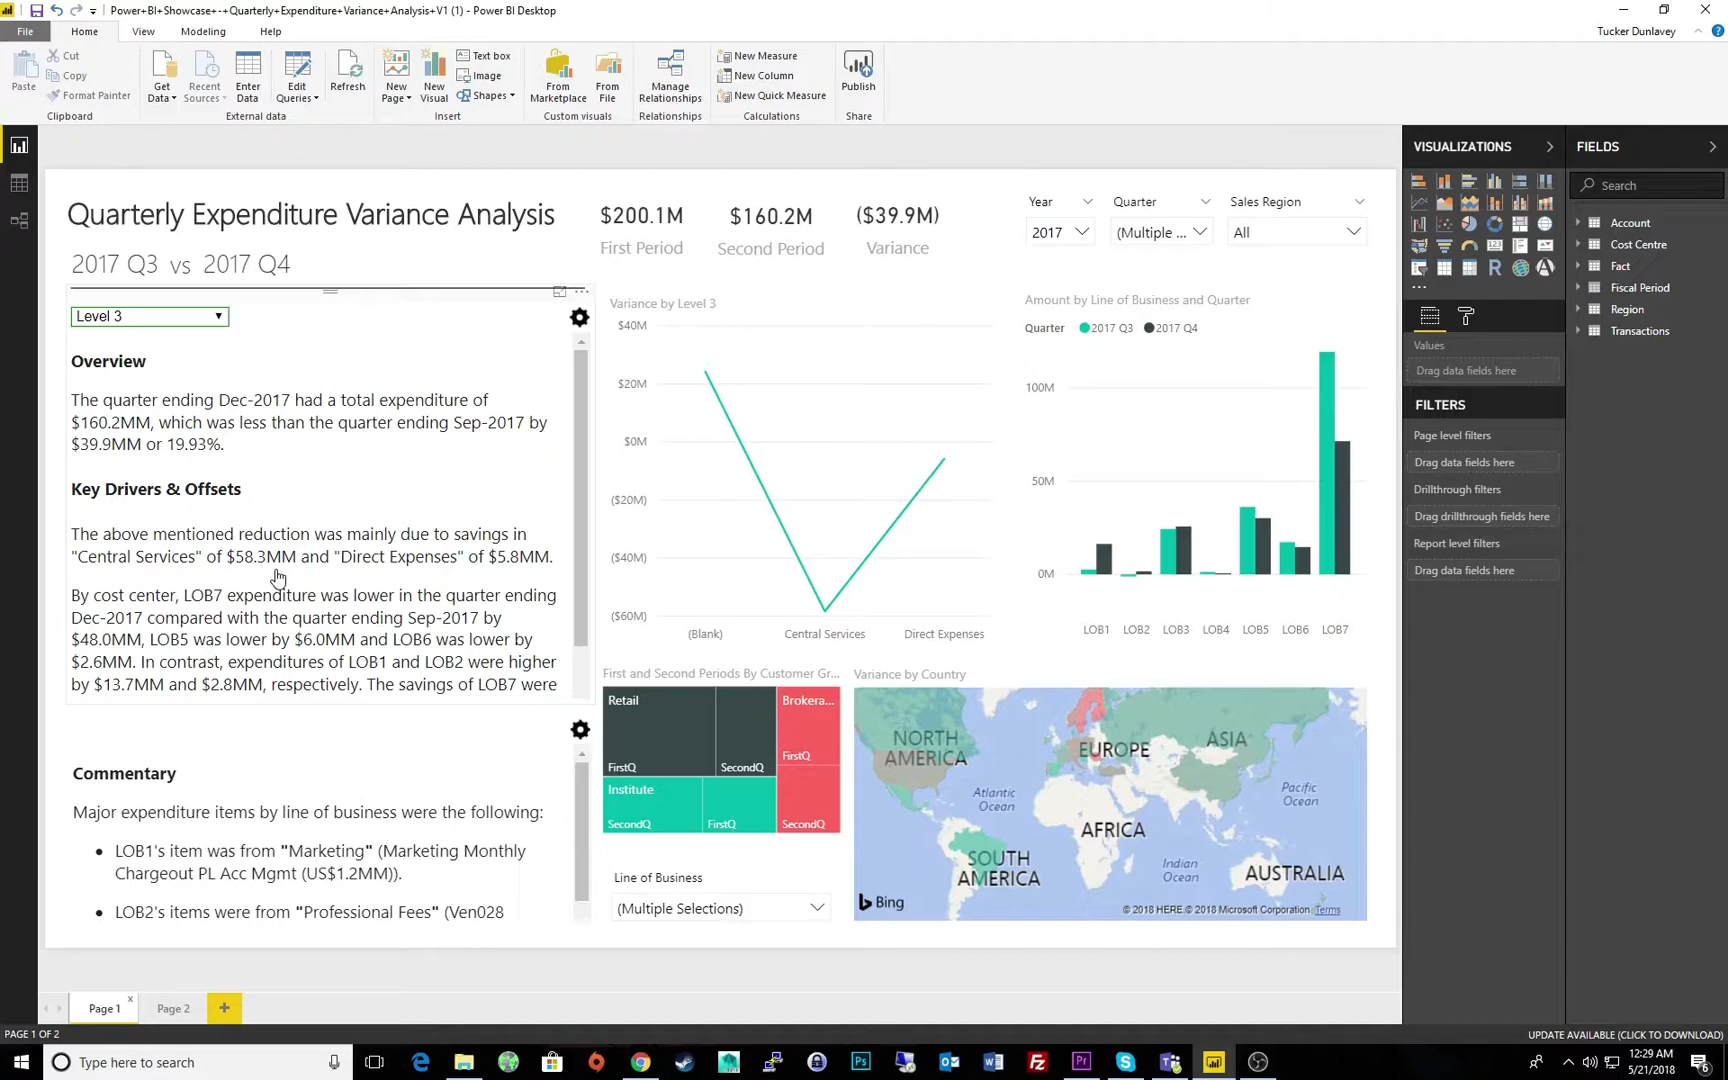 Power+BI+Showcase+-+Quarterly+Expenditure+Variance+Analysis+V1 (1) - Power BI Desktop
File
Home
View
Modeling
Help
Tucker Dunlavey
Paste
Cut
Copy
Format Painter
Clipboard
Get Data
Recent Sources
Enter Data
Edit Queries
Refresh
External data
New Page
New Visual
Text box
Image
Shapes
Insert
From Marketplace
From File
Custom visuals
Manage Relationships
Relationships
New Measure
New Column
New Quick Measure
Calculations
Publish
Share
Quarterly Expenditure Variance Analysis
2017 Q3 vs 2017 Q4
$200.1M
First Period
$160.2M
Second Period
($39.9M)
Variance
Year
2017
Quarter
(Multiple ...
Sales Region
All
Level 3
Overview
The quarter ending Dec-2017 had a total expenditure of
$160.2MM, which was less than the quarter ending Sep-2017 by
$39.9MM or 19.93%.
Key Drivers & Offsets
The above mentioned reduction was mainly due to savings in
"Central Services" of $58.3MM and "Direct Expenses" of $5.8MM.
By cost center, LOB7 expenditure was lower in the quarter ending
Dec-2017 compared with the quarter ending Sep-2017 by
$48.0MM, LOB5 was lower by $6.0MM and LOB6 was lower by
$2.6MM. In contrast, expenditures of LOB1 and LOB2 were higher
by $13.7MM and $2.8MM, respectively. The savings of LOB7 were
Commentary
Major expenditure items by line of business were the following:
• LOB1's item was from "Marketing" (Marketing Monthly
Chargeout PL Acc Mgmt (US$1.2MM)).
• LOB2's items were from "Professional Fees" (Ven028
Variance by Level 3
$40M
$20M
$0M
($20M)
($40M)
($60M)
(Blank)
Central Services
Direct Expenses
Amount by Line of Business and Quarter
Quarter
2017 Q3
2017 Q4
100M
50M
0M
LOB1
LOB2
LOB3
LOB4
LOB5
LOB6
LOB7
First and Second Periods By Customer Gr...
Retail
FirstQ
SecondQ
Brokera...
FirstQ
SecondQ
Institute
SecondQ
FirstQ
Line of Business
(Multiple Selections)
Variance by Country
NORTH AMERICA
EUROPE
ASIA
Atlantic Ocean
Pacific Ocean
AFRICA
SOUTH AMERICA
Indian Ocean
AUSTRALIA
Bing
© 2018 HERE © 2018 Microsoft Corporation Terms
VISUALIZATIONS
R
Values
Drag data fields here
FILTERS
Page level filters
Drag data fields here
Drillthrough filters
Drag drillthrough fields here
Report level filters
Drag data fields here
FIELDS
Search
Account
Cost Centre
Fact
Fiscal Period
Region
Transactions
Page 1
Page 2
PAGE 1 OF 2
UPDATE AVAILABLE (CLICK TO DOWNLOAD)
Type here to search
12:29 AM
5/21/2018
6